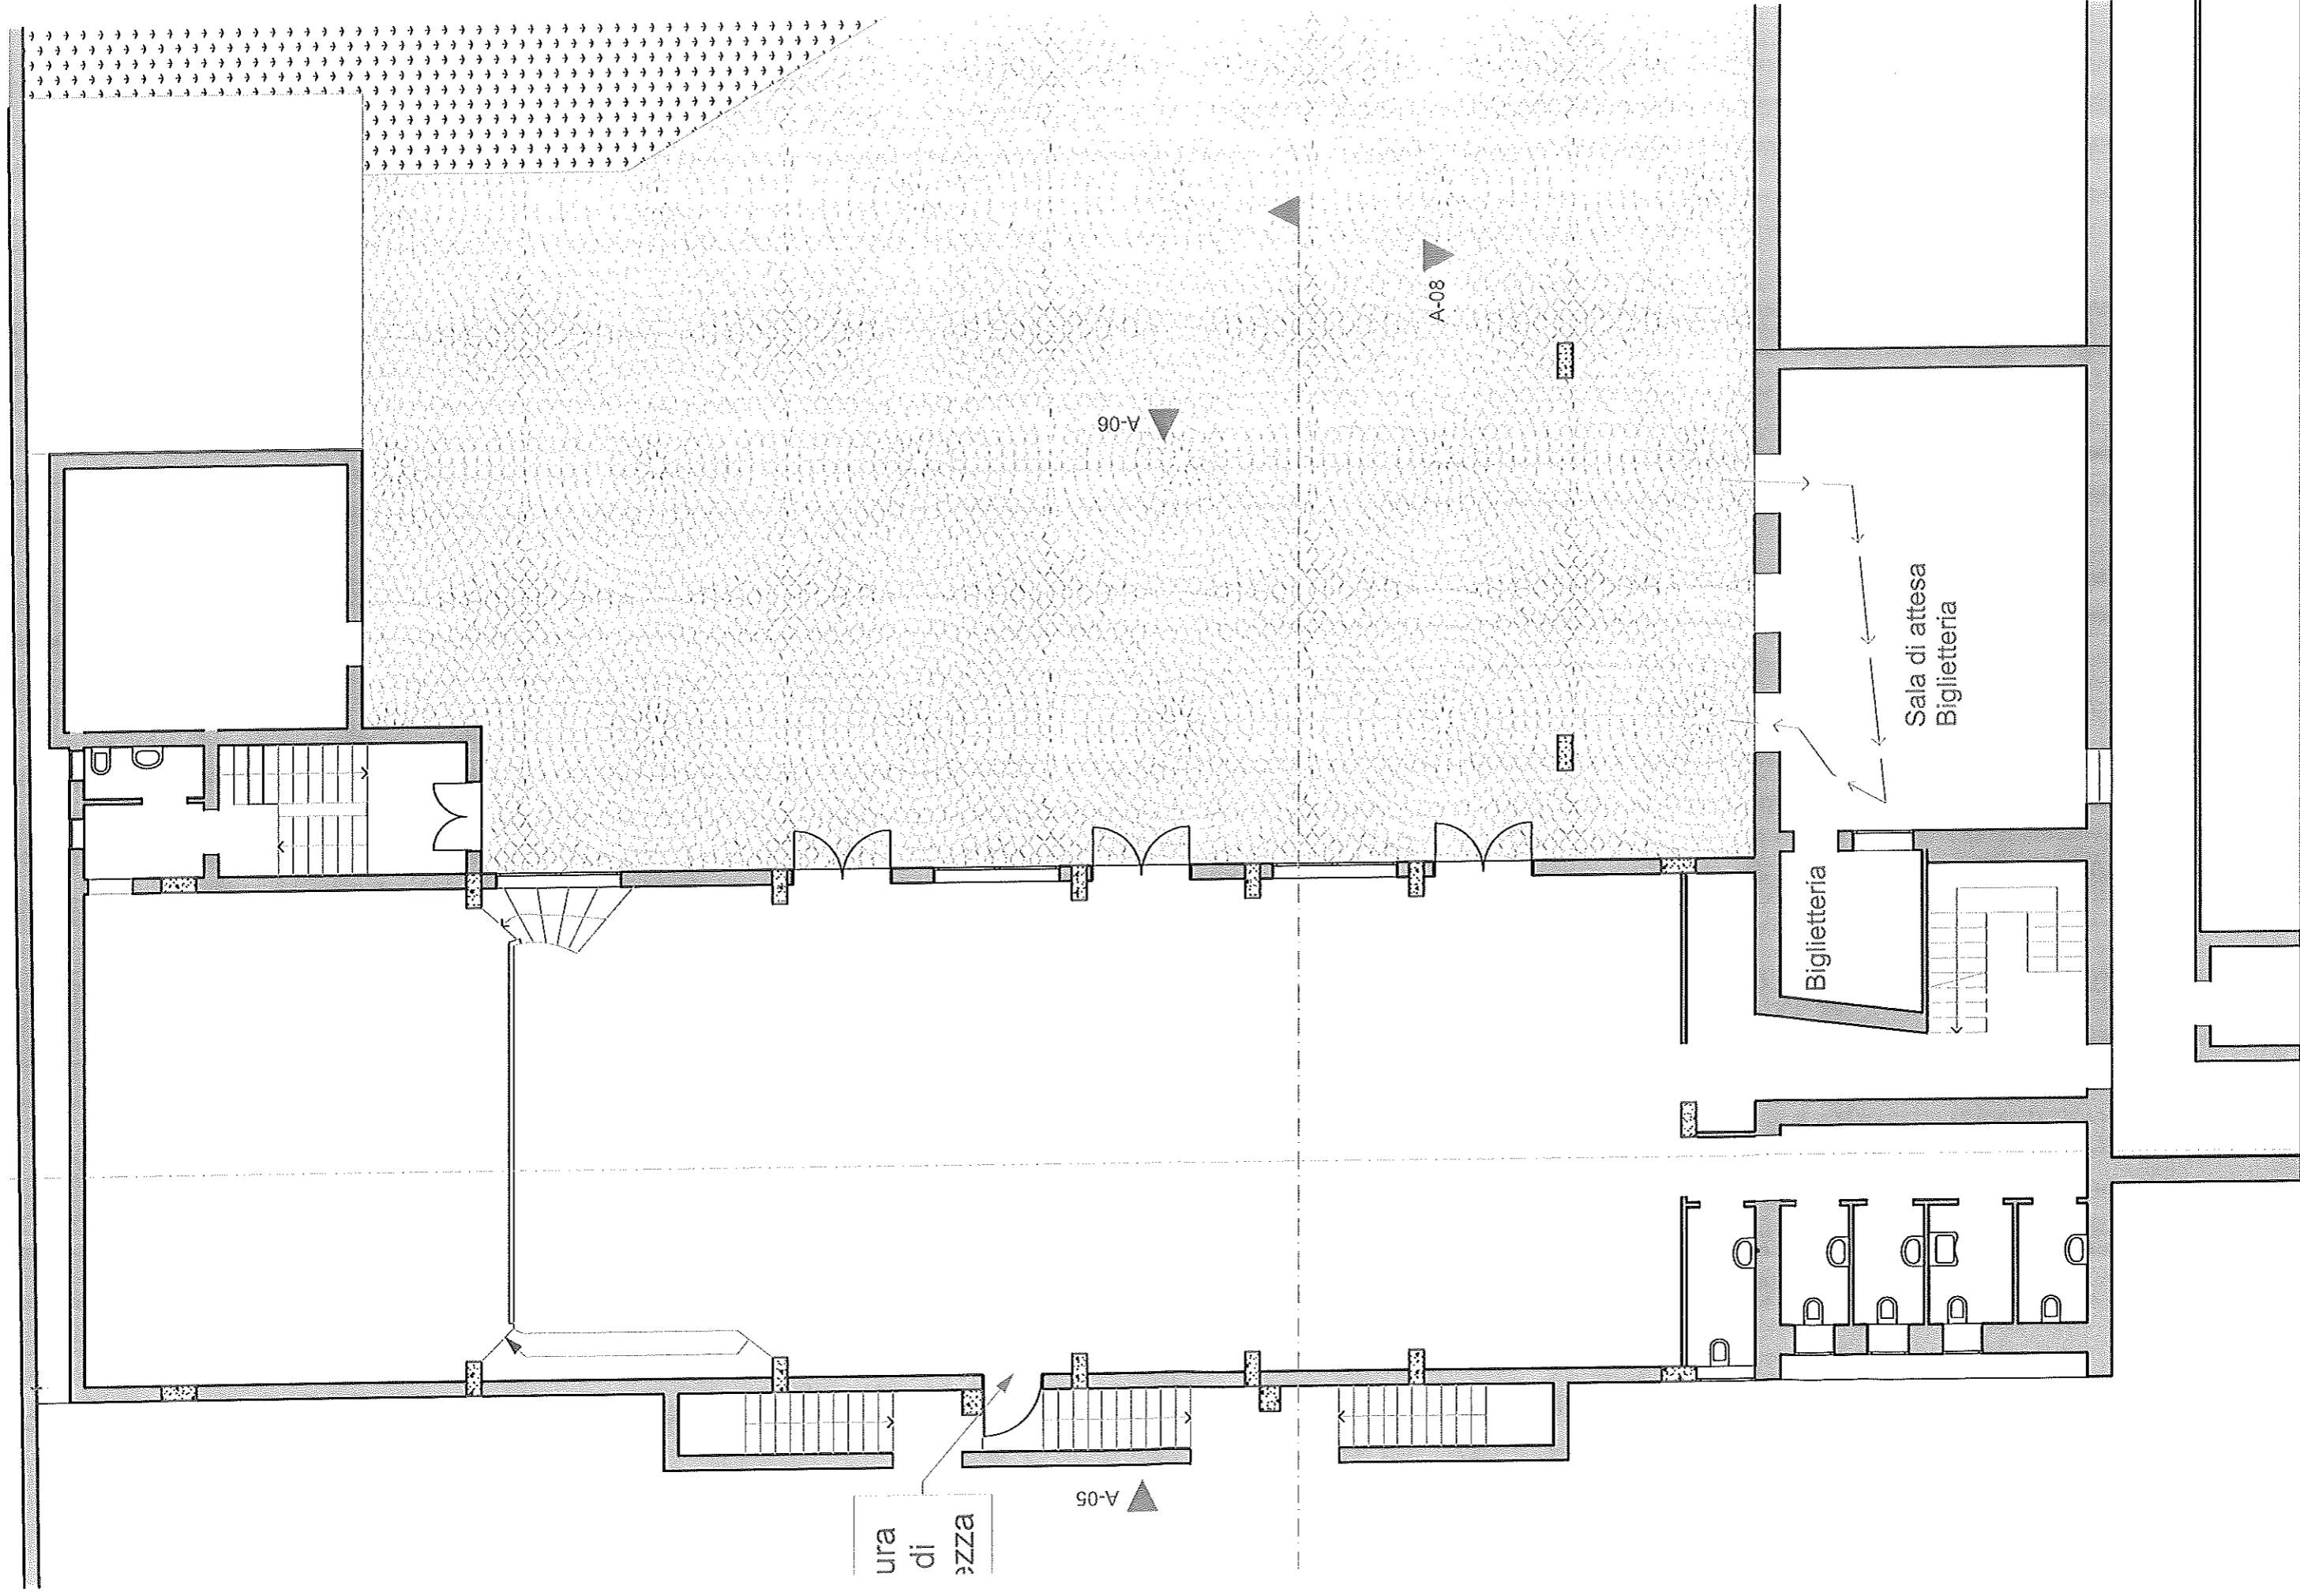 A-08
A-06
Sala di attesa
Biglietteria
Biglietteria
A-05
ura
di
ezza